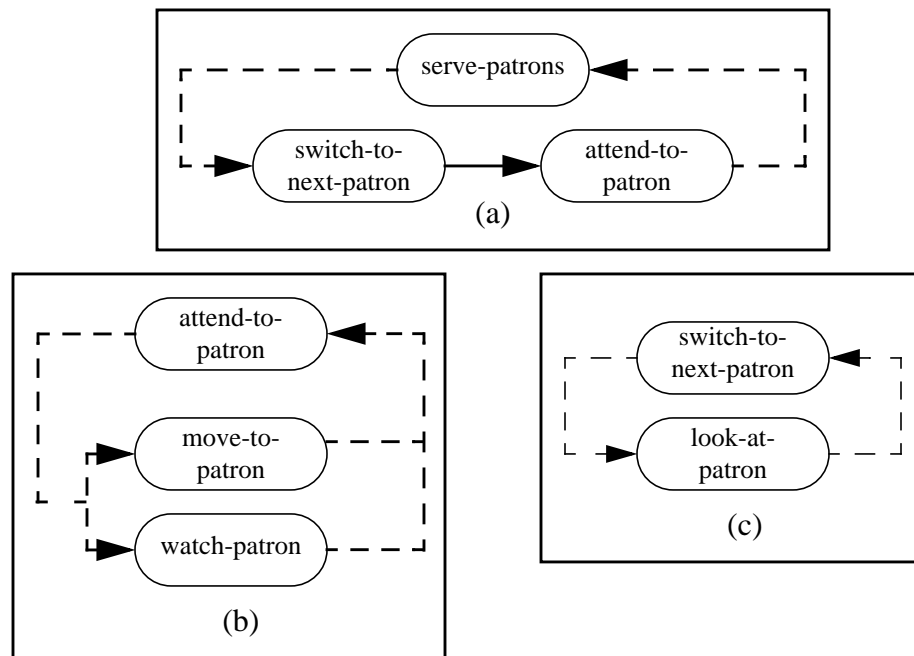 serve-patrons
switch-to-
next-patron
attend-to-
patron
(a)
attend-to-
patron
move-to-
patron
watch-patron
(b)
switch-to-
next-patron
look-at-
patron
(c)